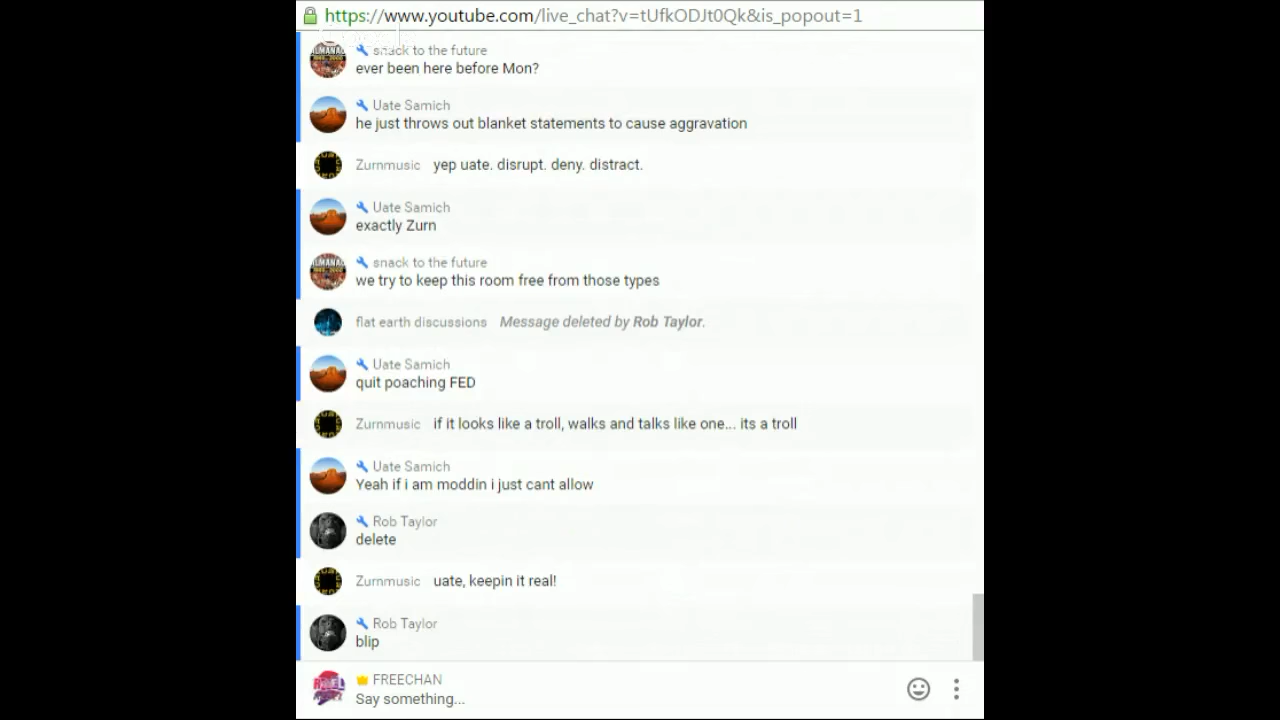 https://www.youtube.com/live_chat?v=tUfkODJt0Qk&is_popout=1
snack to the future
ever been here before Mon?
Uate Samich
he just throws out blanket statements to cause aggravation
Zurnmusic yep uate. disrupt. deny. distract.
Uate Samich
exactly Zurn
snack to the future
we try to keep this room free from those types
flat earth discussions Message deleted by Rob Taylor.
Uate Samich
quit poaching FED
Zurnmusic if it looks like a troll, walks and talks like one... its a troll
Uate Samich
Yeah if i am moddin i just cant allow
Rob Taylor
delete
Zurnmusic uate, keepin it real!
Rob Taylor
blip
FREECHAN
Say something...